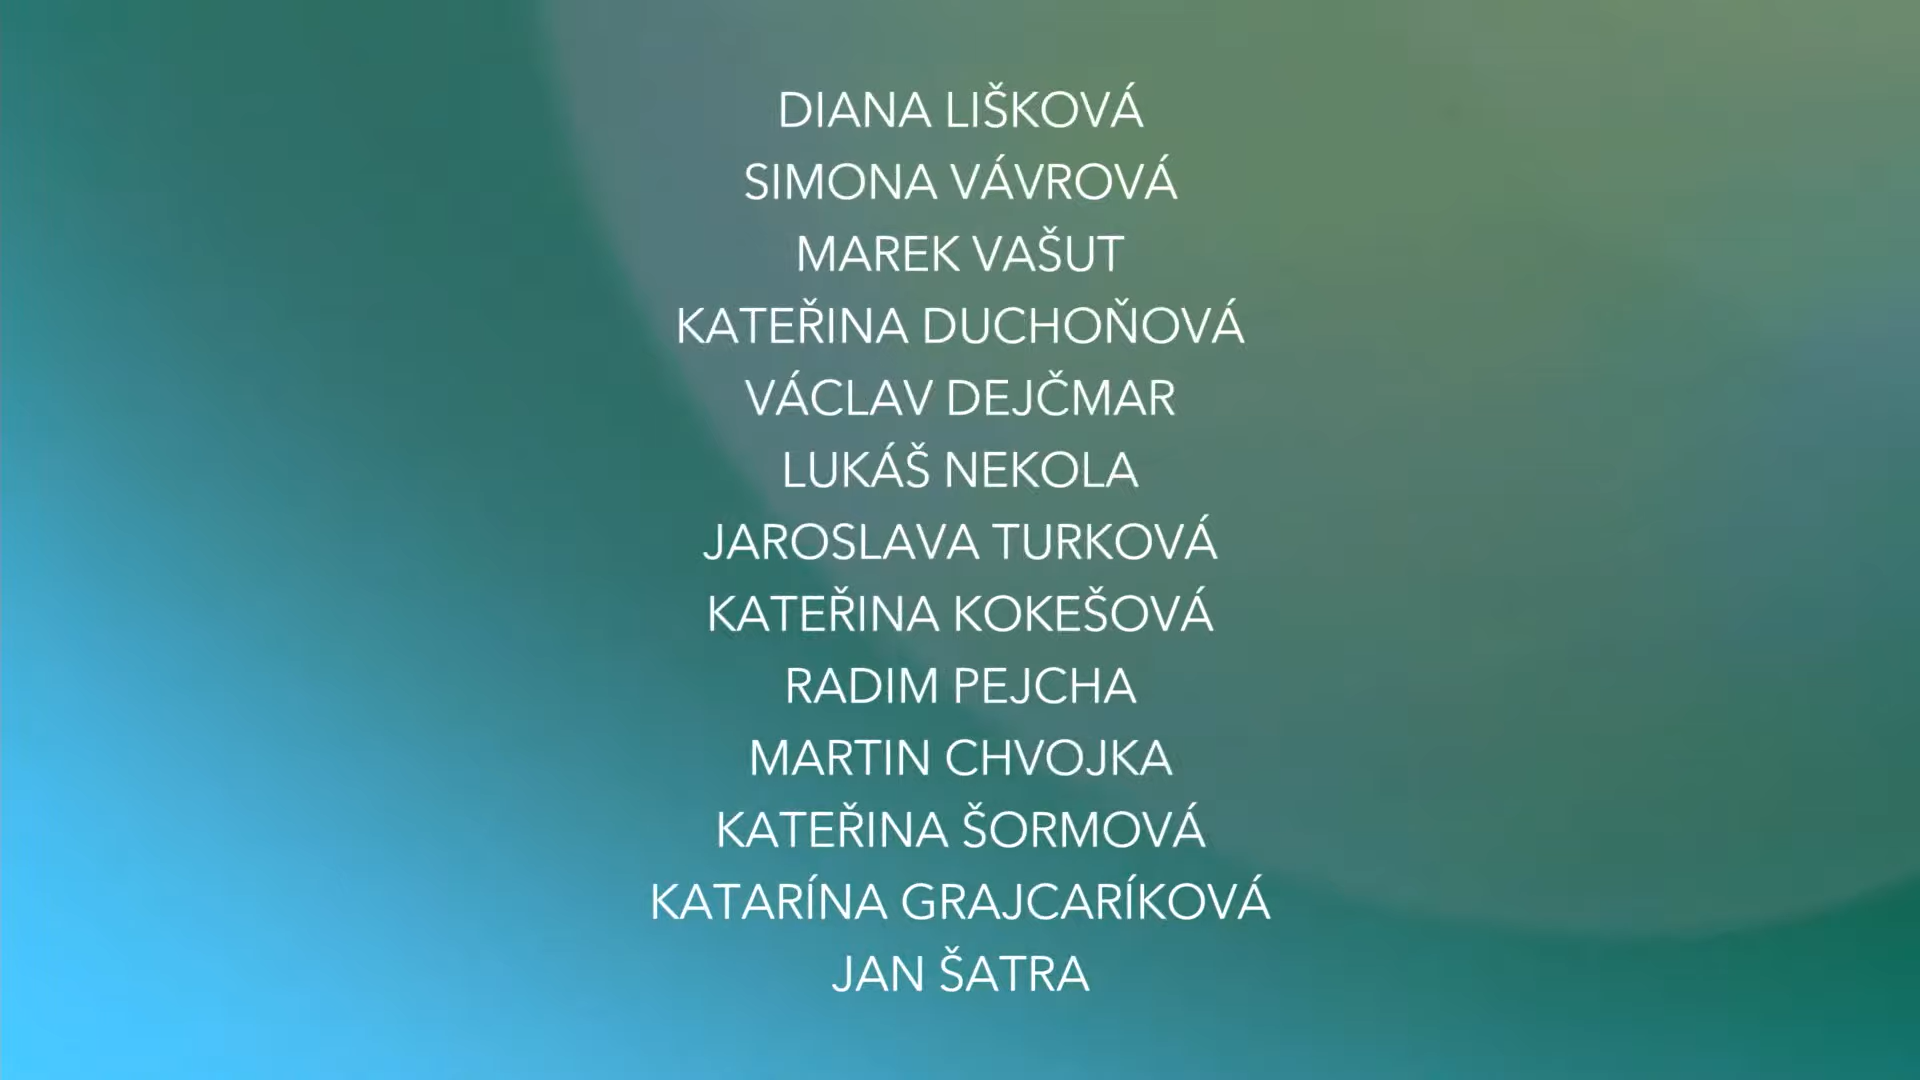 DIANA LIŠKOVÁ
SIMONA VÁVROVÁ
MAREK VAŠUT
KATEŘINA DUCHOŇOVÁ
VÁCLAV DEJČMAR
LUKÁŠ NEKOLA
JAROSLAVA TURKOVÁ
KATEŘINA KOKEŠOVÁ
RADIM PEJCHA
MARTIN CHVOJKA
KATEŘINA ŠORMOVÁ
KATARÍNA GRAJCARÍKOVÁ
JAN ŠATRA